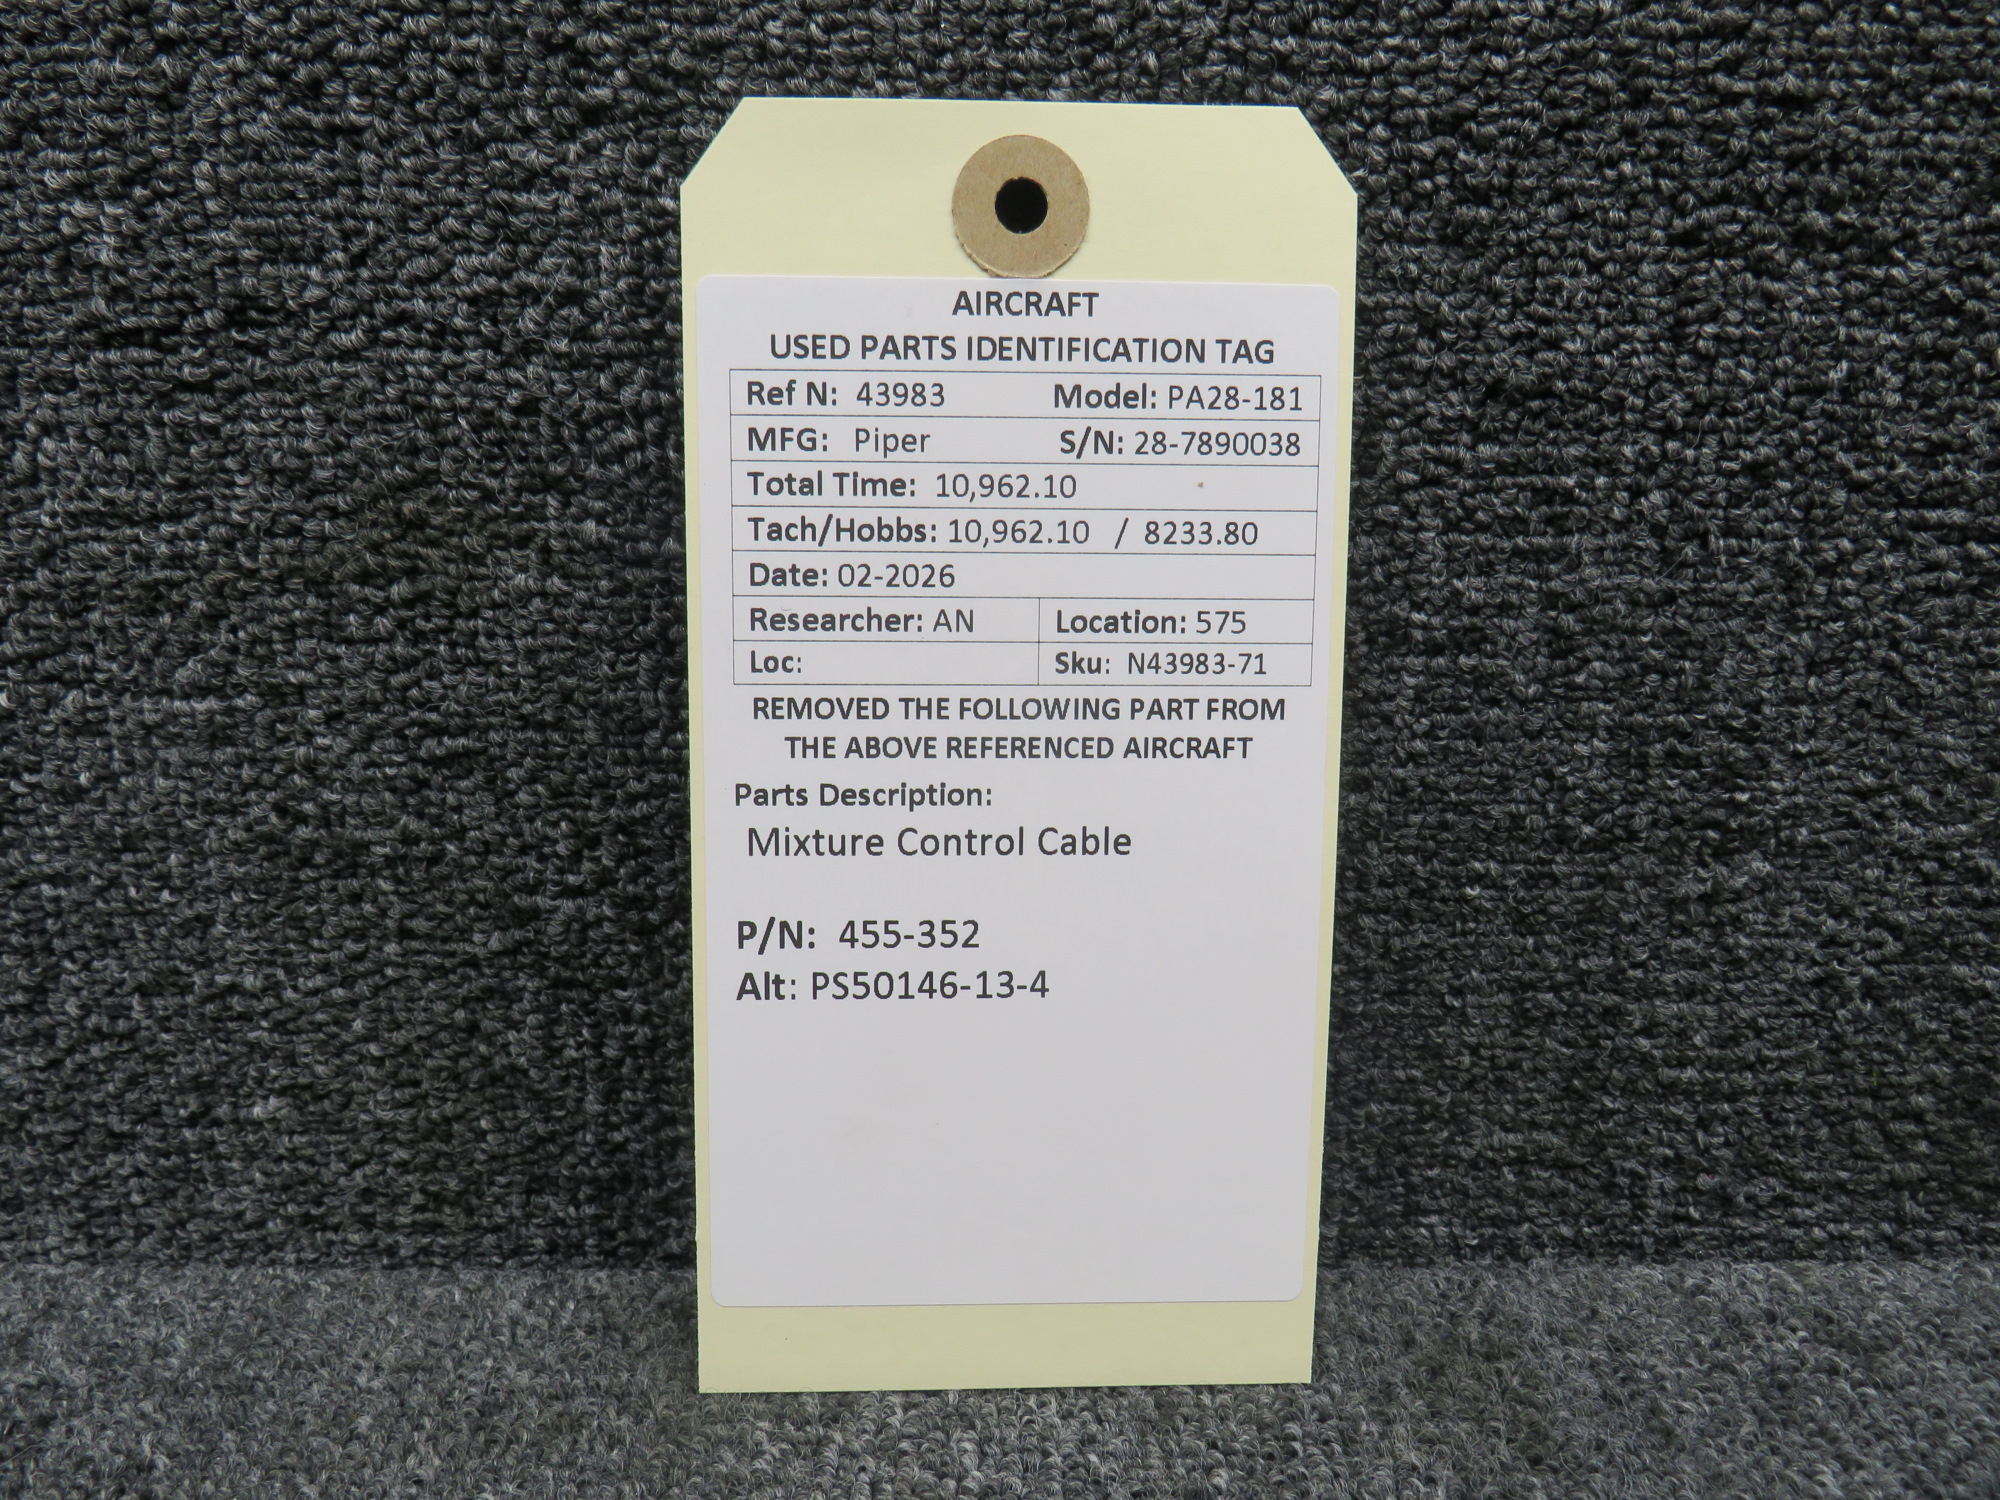 AIRCRAFT
USED PARTS IDENTIFICATION TAG
Ref N: 43983 Model: PA28-181
MFG: Piper S/N: 28-7890038
Total Time: 10,962.10
Tach/Hobbs: 10,962.10 / 8233.80
Date: 02-2026
Researcher: AN Location: 575
Loc: Sku: N43983-71
REMOVED THE FOLLOWING PART FROM
THE ABOVE REFERENCED AIRCRAFT
Parts Description:
Mixture Control Cable
P/N: 455-352
Alt: PS50146-13-4